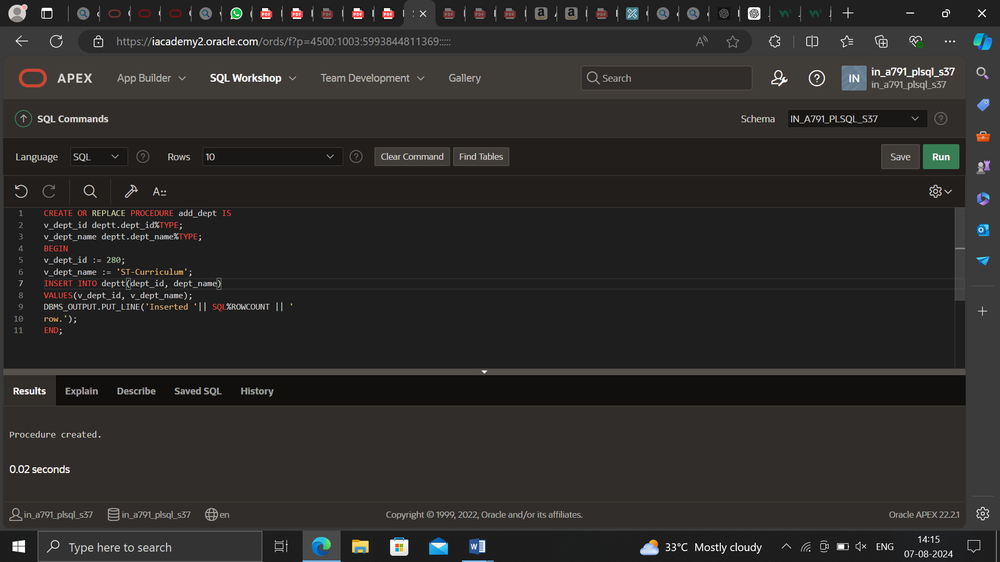 https://iacademy2.oracle.com/ords/f?p=4500:1003:5993844811369:::::
APEX
App Builder
SQL Workshop
Team Development
Gallery
Search
IN
in_a791_plsql_s37
in_a791_plsql_s37
SQL Commands
Schema
IN_A791_PLSQL_S37
Language
SQL
Rows
10
Clear Command
Find Tables
Save
Run
1 CREATE OR REPLACE PROCEDURE add_dept IS
2 v_dept_id deptt.dept_id%TYPE;
3 v_dept_name deptt.dept_name%TYPE;
4 BEGIN
5 v_dept_id := 280;
6 v_dept_name := 'ST-Curriculum';
7 INSERT INTO deptt(dept_id, dept_name)
8 VALUES(v_dept_id, v_dept_name);
9 DBMS_OUTPUT.PUT_LINE('Inserted '|| SQL%ROWCOUNT || '
10 row.');
11 END;
Results
Explain
Describe
Saved SQL
History
Procedure created.
0.02 seconds
in_a791_plsql_s37
in_a791_plsql_s37
en
Copyright © 1999, 2022, Oracle and/or its affiliates.
Oracle APEX 22.2.1
Type here to search
33°C Mostly cloudy
ENG
14:15
07-08-2024